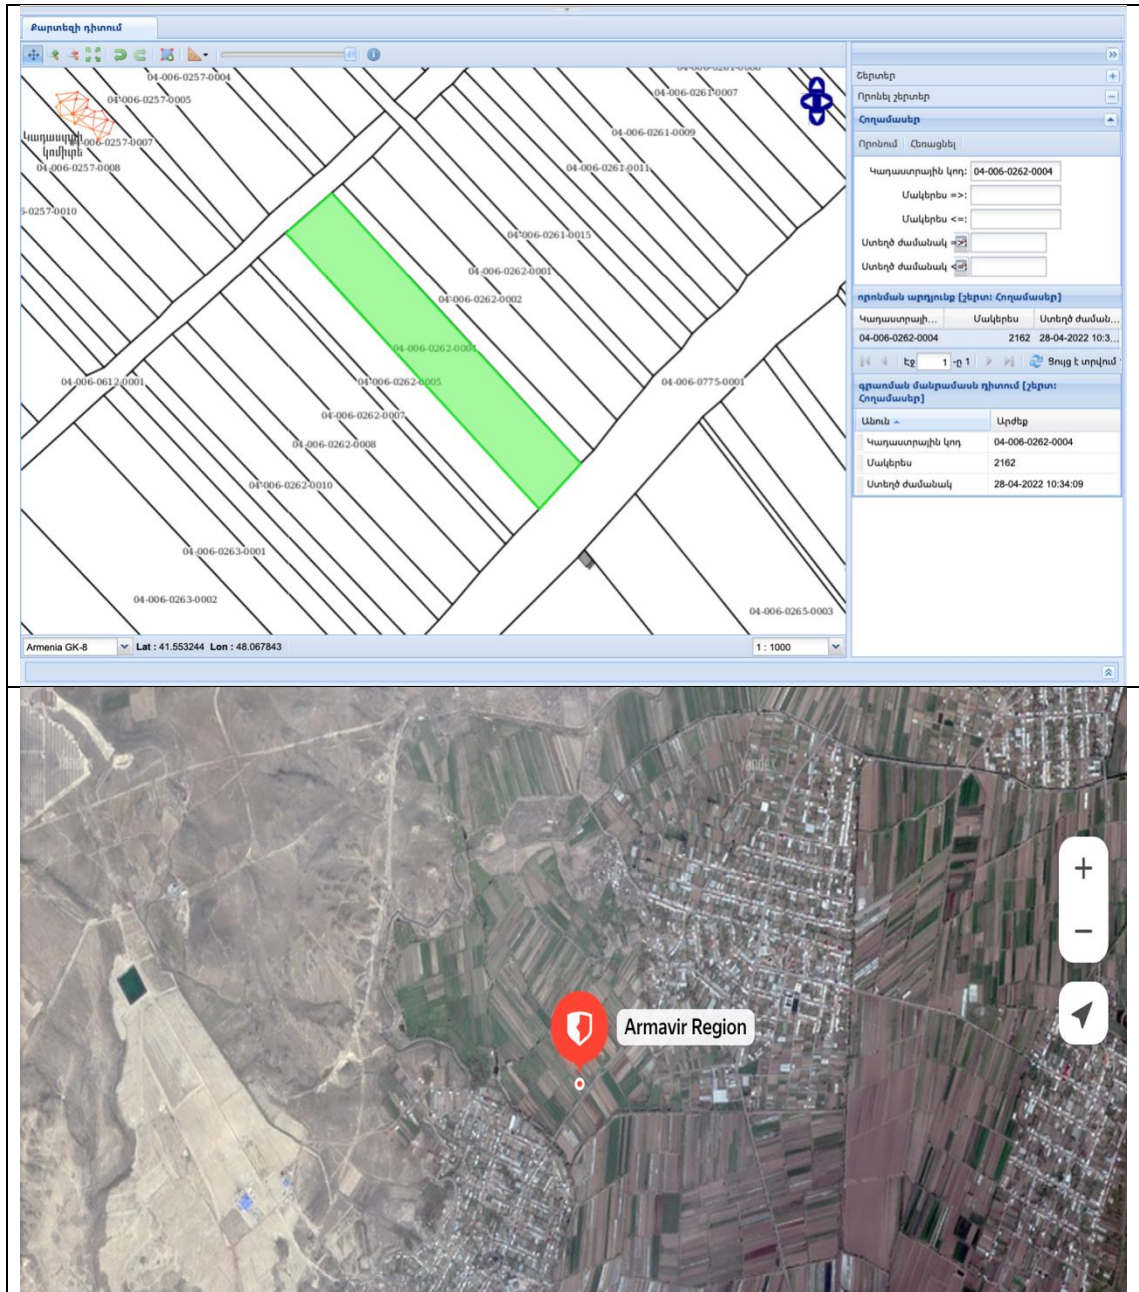 Քարտեզի դիտում
04-006-0257-0004
04-006-0257-0005
Կադաստրի
կոմիտե
04-006-0257-0007
04-006-0257-0008
04-006-0261-0007
04-006-0261-0009
04-006-0261-0011
04-006-0261-0015
04-006-0262-0001
04-006-0262-0002
04-006-0262-0004
04-006-0262-0005
04-006-0612-0001
04-006-0775-0001
04-006-0262-0007
04-006-0262-0008
04-006-0262-0010
04-006-0263-0001
04-006-0263-0002
04-006-0265-0003
Armenia GK-8 Lat : 41.553244 Lon : 48.067843
1 : 1000
Շերտեր
Որոնել շերտեր
Հողամասեր
Որոնում Հեռացնել
Կադաստրային կոդ: 04-006-0262-0004
Մակերես =>:
Մակերես <=:
Ստեղծ ժամանակ
Ստեղծ ժամանակ
որոնման արդյունք [շերտ: Հողամասեր]
Կադաստրայի... Մակերես Ստեղծ ժաման...
04-006-0262-0004 2162 28-04-2022 10:3...
Էջ 1 -ը 1 Ցույց է տրվում
գրառման մանրամասն դիտում [շերտ:
Հողամասեր]
Անուն Արժեք
Կադաստրային կոդ 04-006-0262-0004
Մակերես 2162
Ստեղծ ժամանակ 28-04-2022 10:34:09
Yandex
Armavir Region